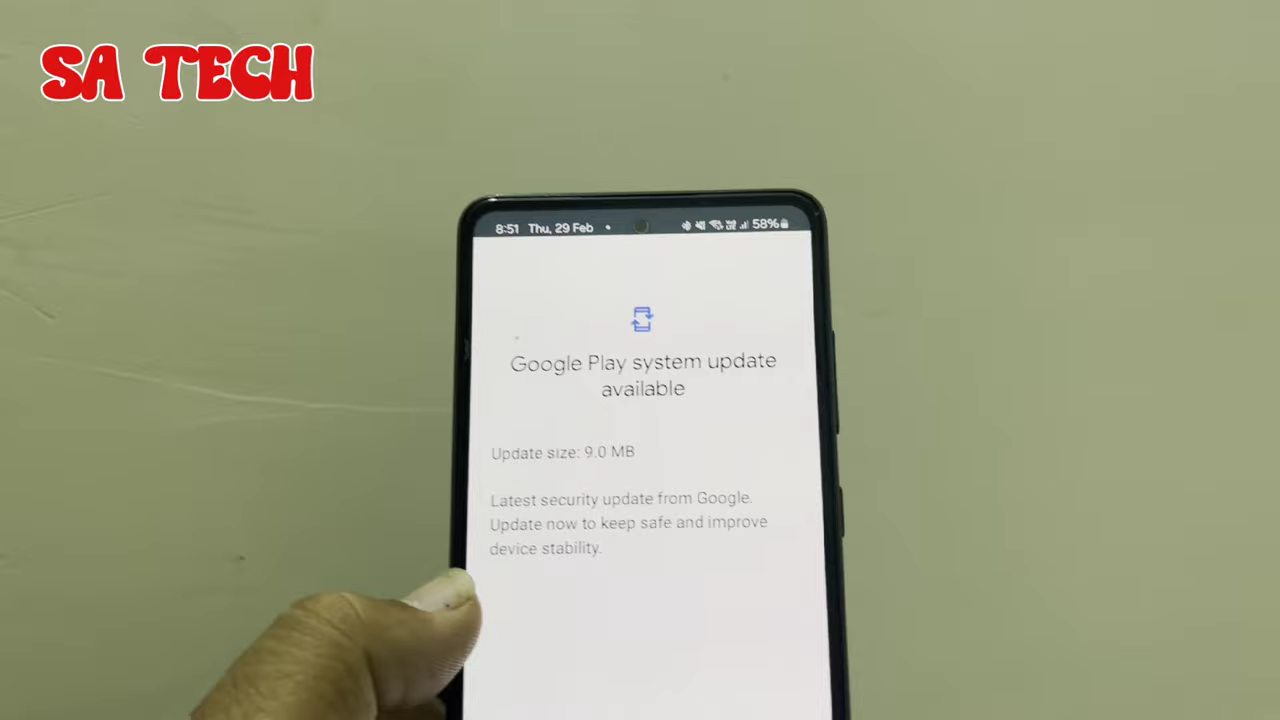 SA TECH
8:51 Thu, 29 Feb • 58%
Google Play system update
available
Update size: 9.0 MB
Latest security update from Google.
Update now to keep safe and improve
device stability.